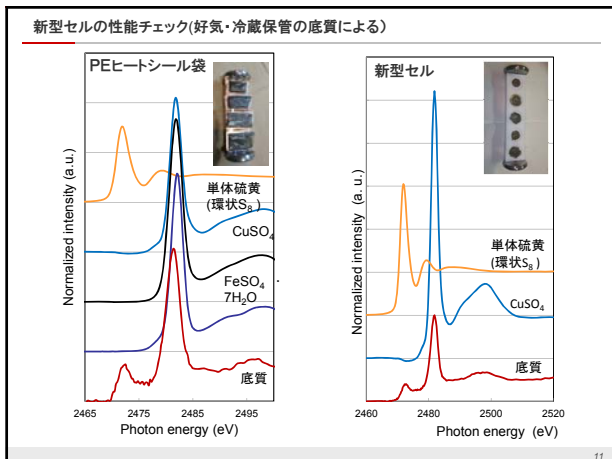 新型セルの性能チェック(好気・冷蔵保管の底質による)
PEヒートシール袋
Normalized intensity (a.u.)
単体硫黄
(環状S₈)
CuSO₄
FeSO₄
7H₂O
底質
2465
2475
2485
2495
Photon energy (eV)
新型セル
Normalized intensity (a. u.)
単体硫黄
(環状S₈)
CuSO₄
底質
2460
2480
2500
2520
Photon energy (eV)
11